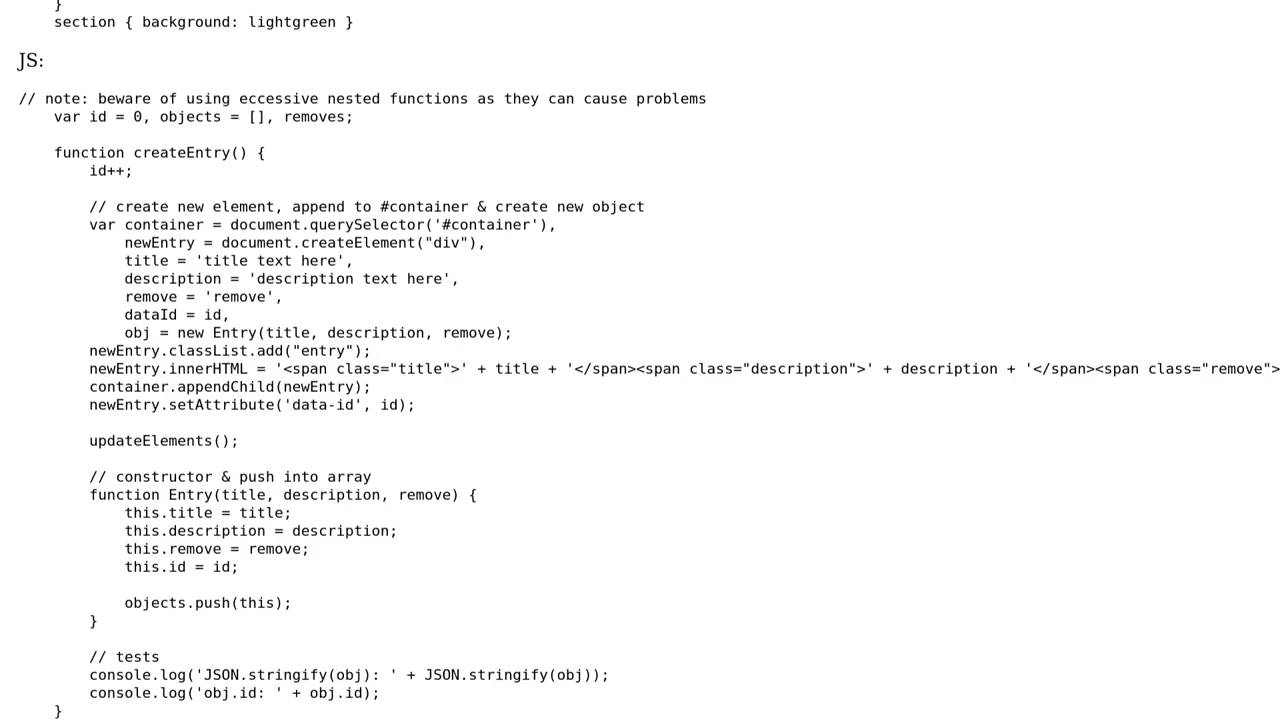 }
section { background: lightgreen }
JS:
// note: beware of using eccessive nested functions as they can cause problems
var id = 0, objects = [], removes;
function createEntry() {
id++;
// create new element, append to #container & create new object
var container = document.querySelector('#container'),
newEntry = document.createElement("div"),
title = 'title text here',
description = 'description text here',
remove = 'remove',
dataId = id,
obj = new Entry(title, description, remove);
newEntry.classList.add("entry");
newEntry.innerHTML = '<span class="title">' + title + '</span><span class="description">' + description + '</span><span class="remove">
container.appendChild(newEntry);
newEntry.setAttribute('data-id', id);
updateElements();
// constructor & push into array
function Entry(title, description, remove) {
this.title = title;
this.description = description;
this.remove = remove;
this.id = id;
objects.push(this);
}
// tests
console.log('JSON.stringify(obj): ' + JSON.stringify(obj));
console.log('obj.id: ' + obj.id);
}